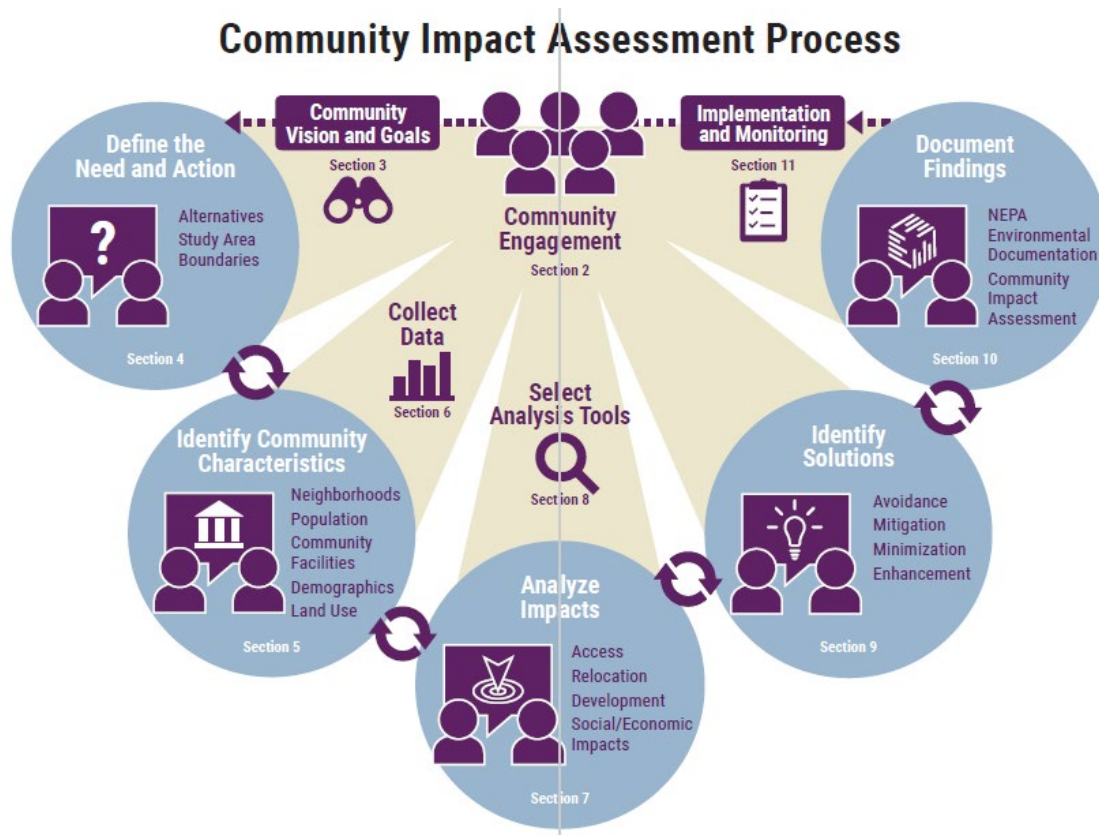 Community Impact Assessment Process
Community
Vision and Goals
Section 3
Implementation
and Monitoring
Section 11
Community
Engagement
Section 2
Define the
Need and Action
Alternatives
Study Area
Boundaries
Section 4
Document
Findings
NEPA
Environmental
Documentation
Community
Impact
Assessment
Section 10
Collect
Data
Section 6
Select
Analysis Tools
Section 8
Identify Community
Characteristics
Neighborhoods
Population
Community
Facilities
Demographics
Land Use
Section 5
Identify
Solutions
Avoidance
Mitigation
Minimization
Enhancement
Section 9
Analyze
Impacts
Access
Relocation
Development
Social/Economic
Impacts
Section 7
?